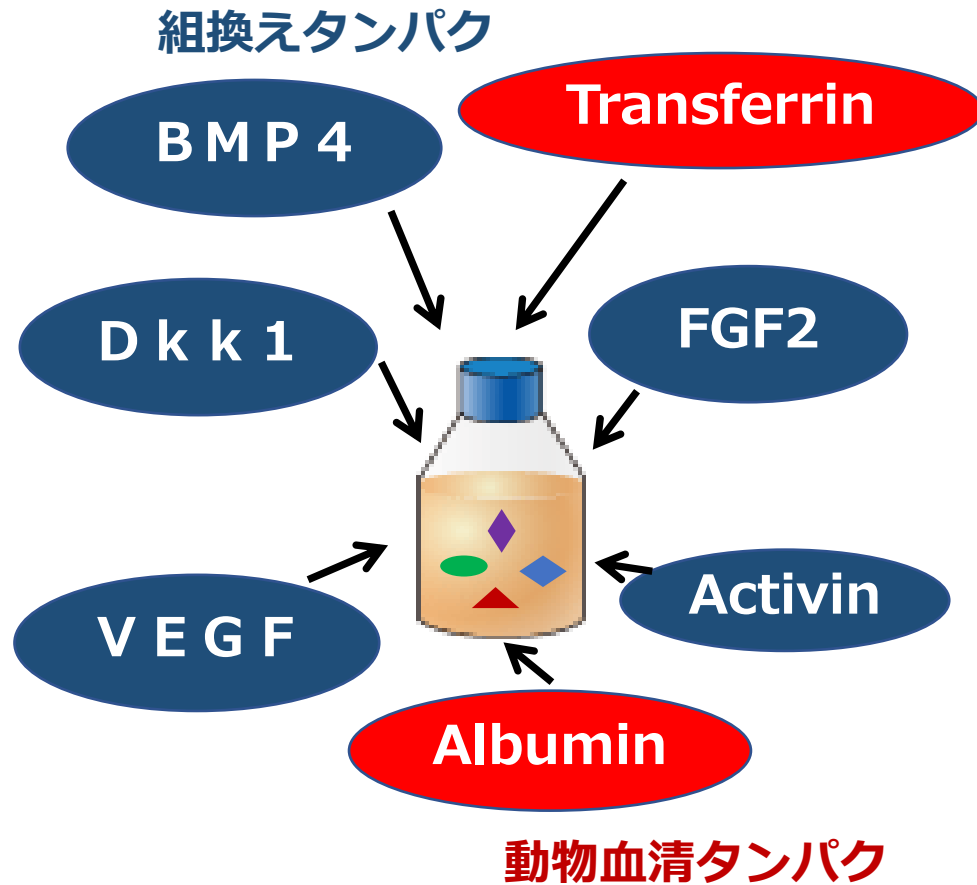 組換えタンパク
Transferrin
ＢＭＰ４
Ｄｋｋ１
FGF2
ＶＥＧＦ
Activin
Albumin
動物血清タンパク